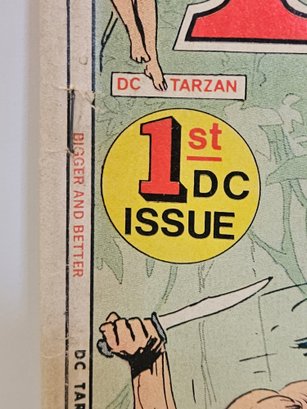 DC TARZAN
1st
DC
ISSUE
BIGGER AND BETTER
DC TAR